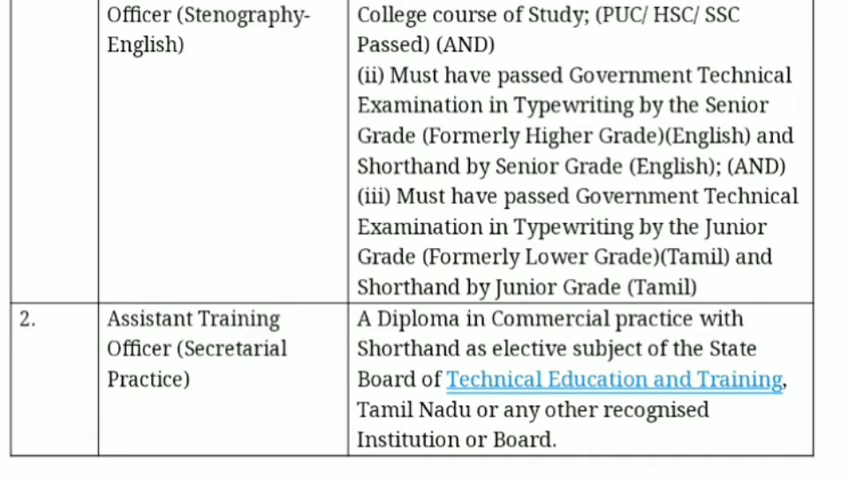 Officer (Stenography-
English)
College course of Study; (PUC/ HSC/ SSC
Passed) (AND)
(ii) Must have passed Government Technical
Examination in Typewriting by the Senior
Grade (Formerly Higher Grade)(English) and
Shorthand by Senior Grade (English); (AND)
(iii) Must have passed Government Technical
Examination in Typewriting by the Junior
Grade (Formerly Lower Grade)(Tamil) and
Shorthand by Junior Grade (Tamil)
2.
Assistant Training
Officer (Secretarial
Practice)
A Diploma in Commercial practice with
Shorthand as elective subject of the State
Board of Technical Education and Training,
Tamil Nadu or any other recognised
Institution or Board.